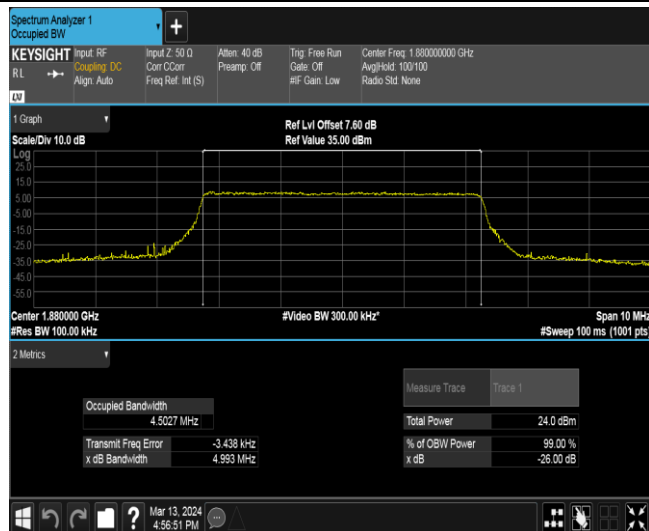 Spectrum Analyzer 1
Occupied BW
KEYSIGHT
RL
LXI
Input: RF
Coupling: DC
Align: Auto
Input Z: 50 Ω
Corr CCorr
Freq Ref: Int (S)
Atten: 40 dB
Preamp: Off
Trig: Free Run
Gate: Off
#IF Gain: Low
Center Freq: 1.880000000 GHz
Avg|Hold: 100/100
Radio Std: None
1 Graph
Scale/Div 10.0 dB
Ref Lvl Offset 7.60 dB
Ref Value 35.00 dBm
Log
25.0
15.0
5.00
-5.00
-15.0
-25.0
-35.0
-45.0
-55.0
Center 1.880000 GHz
#Res BW 100.00 kHz
#Video BW 300.00 kHz*
Span 10 MHz
#Sweep 100 ms (1001 pts)
2 Metrics
Measure Trace Trace 1
Occupied Bandwidth
4.5027 MHz
Total Power 24.0 dBm
Transmit Freq Error -3.438 kHz
% of OBW Power 99.00 %
x dB Bandwidth 4.993 MHz
x dB -26.00 dB
?
Mar 13, 2024
4:56:51 PM